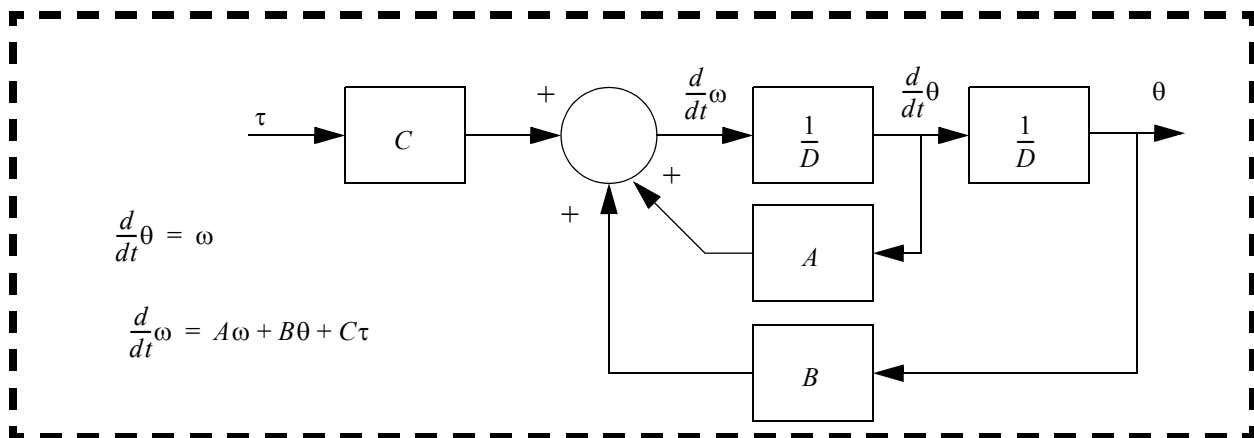 τ
C
+
+
+
d/dt ω
1/D
d/dt θ
1/D
θ
A
B
d/dt θ = ω
d/dt ω = Aω + Bθ + Cτ